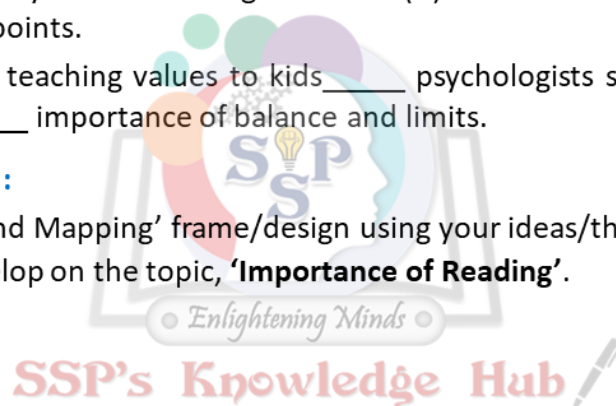 points.
teaching values to kids_____ psychologists s
__ importance of balance and limits.
:
nd Mapping’ frame/design using your ideas/th
lop on the topic, ‘Importance of Reading’.
SSP
Enlightening Minds
SSP's Knowledge Hub